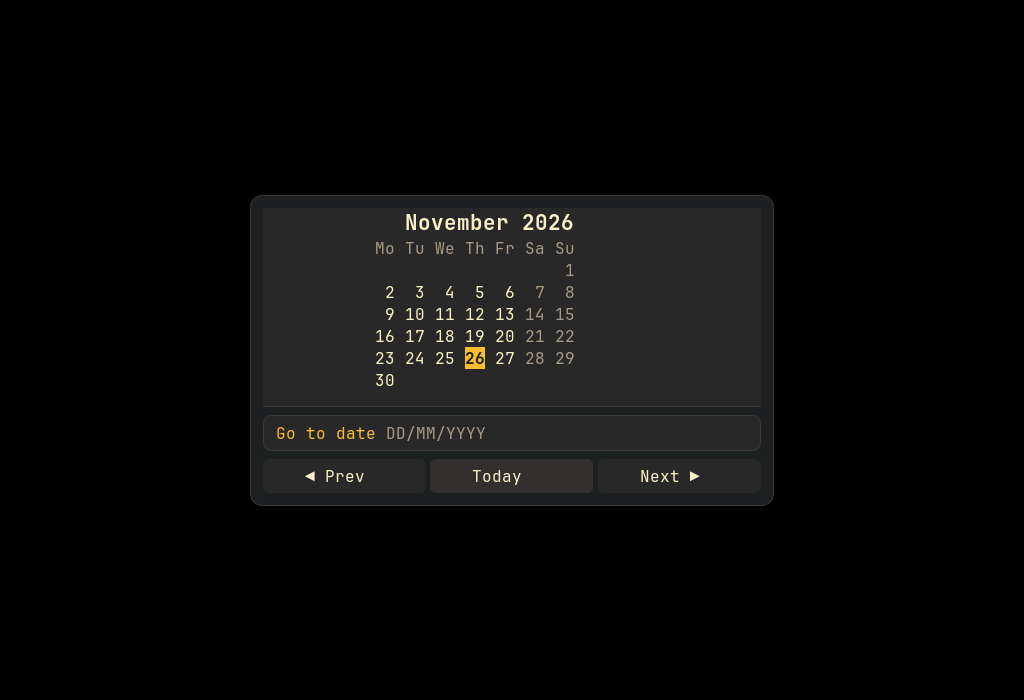 November 2026
Mo Tu We Th Fr Sa Su
1
2 3 4 5 6 7 8
9 10 11 12 13 14 15
16 17 18 19 20 21 22
23 24 25 26 27 28 29
30
Go to date DD/MM/YYYY
◄ Prev Today Next ►